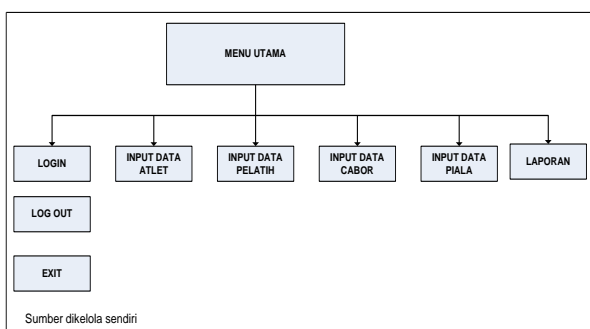 MENU UTAMA
LOGIN
INPUT DATA
ATLET
INPUT DATA
PELATIH
INPUT DATA
CABOR
INPUT DATA
PIALA
LAPORAN
LOG OUT
EXIT
Sumber dikelola sendiri